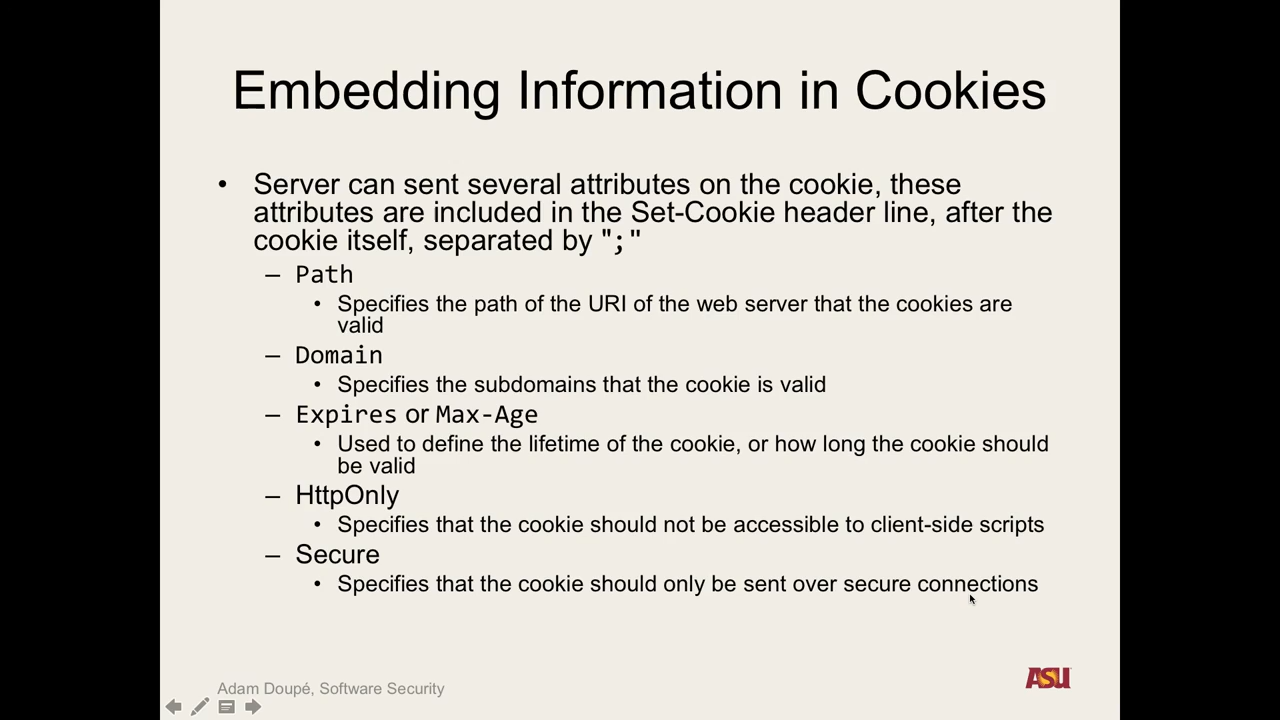 Embedding Information in Cookies
• Server can sent several attributes on the cookie, these
attributes are included in the Set-Cookie header line, after the
cookie itself, separated by ";"
– Path
• Specifies the path of the URI of the web server that the cookies are
valid
– Domain
• Specifies the subdomains that the cookie is valid
– Expires or Max-Age
• Used to define the lifetime of the cookie, or how long the cookie should
be valid
– HttpOnly
• Specifies that the cookie should not be accessible to client-side scripts
– Secure
• Specifies that the cookie should only be sent over secure connections
Adam Doupé, Software Security
ASU